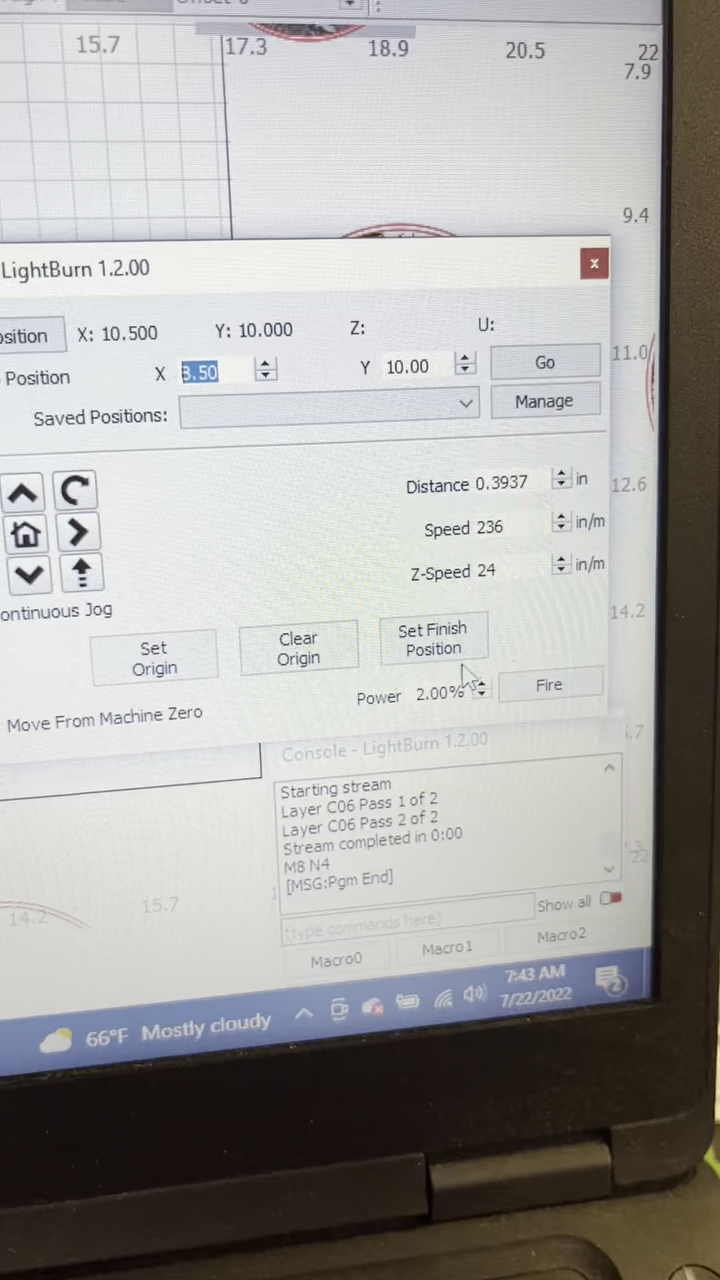 15.7 17.3 18.9 20.5 22
7.9
9.4
LightBurn 1.2.00 x
osition X: 10.500 Y: 10.000 Z: U:
Position X 3.50 Y 10.00 Go
11.0
Saved Positions: Manage
Distance 0.3937 in
12.6
Speed 236 in/m
Z-Speed 24 in/m
ontinuous Jog
14.2
Set Origin
Clear Origin
Set Finish Position
Power 2.00% Fire
Move From Machine Zero
Console - LightBurn 1.2.00
Starting stream
Layer C06 Pass 1 of 2
Layer C06 Pass 2 of 2
Stream completed in 0:00
M8 N4
[MSG:Pgm End]
14.2 15.7
(type commands here) Show all
Macro0 Macro1 Macro2
66°F Mostly cloudy
7:43 AM
7/22/2022
2